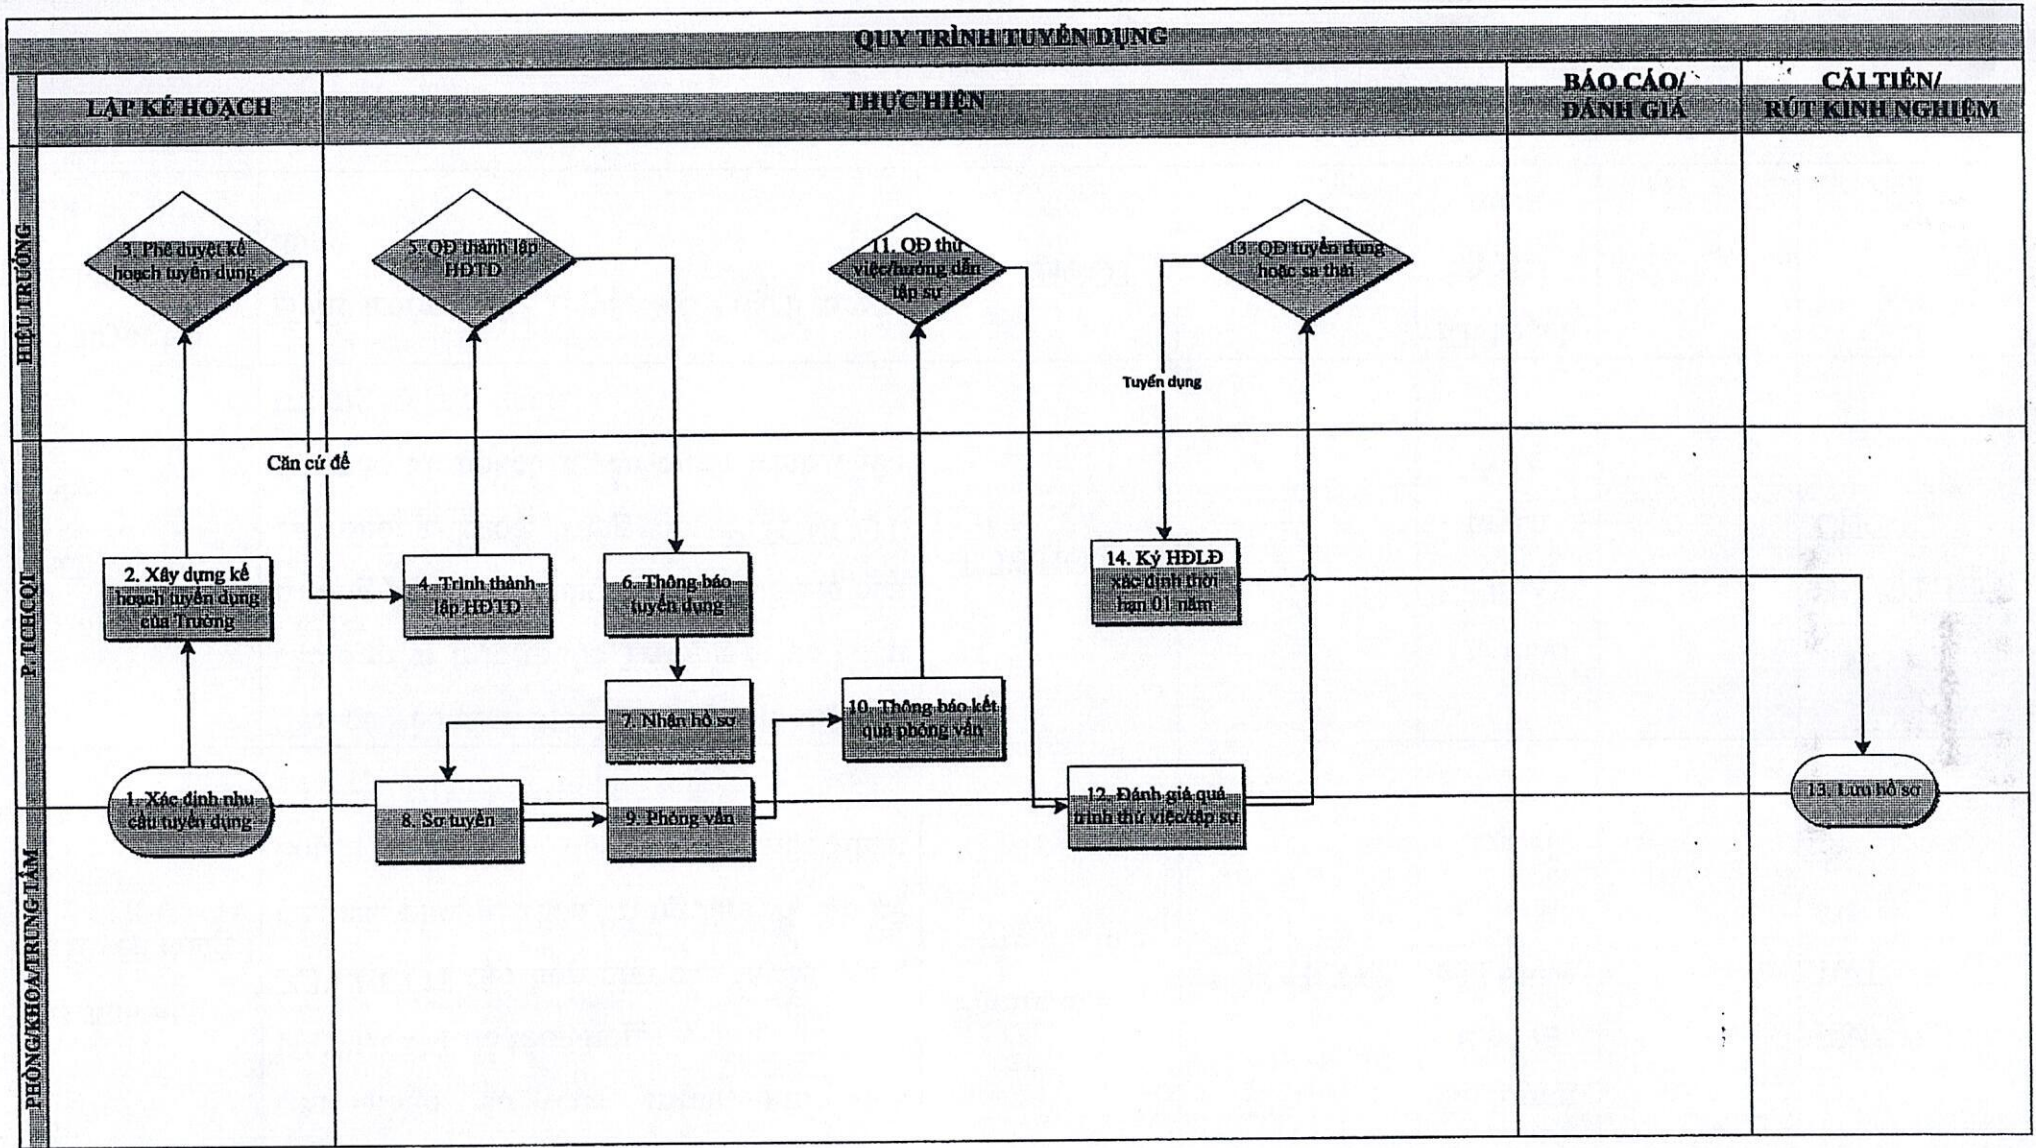 QUY TRÌNH TUYỂN DỤNG
LẬP KẾ HOẠCH
THỰC HIỆN
BÁO CÁO/
ĐÁNH GIÁ
CẢI TIẾN/
RÚT KINH NGHIỆM
HIỆU TRƯỞNG
3. Phê duyệt kế
hoạch tuyển dụng
5. QĐ thành lập
HĐTD
11. QĐ thử
việc/hướng dẫn
tập sự
13. QĐ tuyển dụng
hoặc sa thải
Tuyển dụng
Căn cứ để
P.TCHCQT
2. Xây dựng kế
hoạch tuyển dụng
của Trường
4. Trình thành
lập HĐTD
6. Thông báo
tuyển dụng
14. Ký HĐLĐ
xác định thời
hạn 01 năm
7. Nhận hồ sơ
10. Thông báo kết
quả phỏng vấn
1. Xác định nhu
cầu tuyển dụng
8. Sơ tuyển
9. Phỏng vấn
12. Đánh giá quá
trình thử việc/tập sự
13. Lưu hồ sơ
PHÒNG/KHOA/TRUNG TÂM